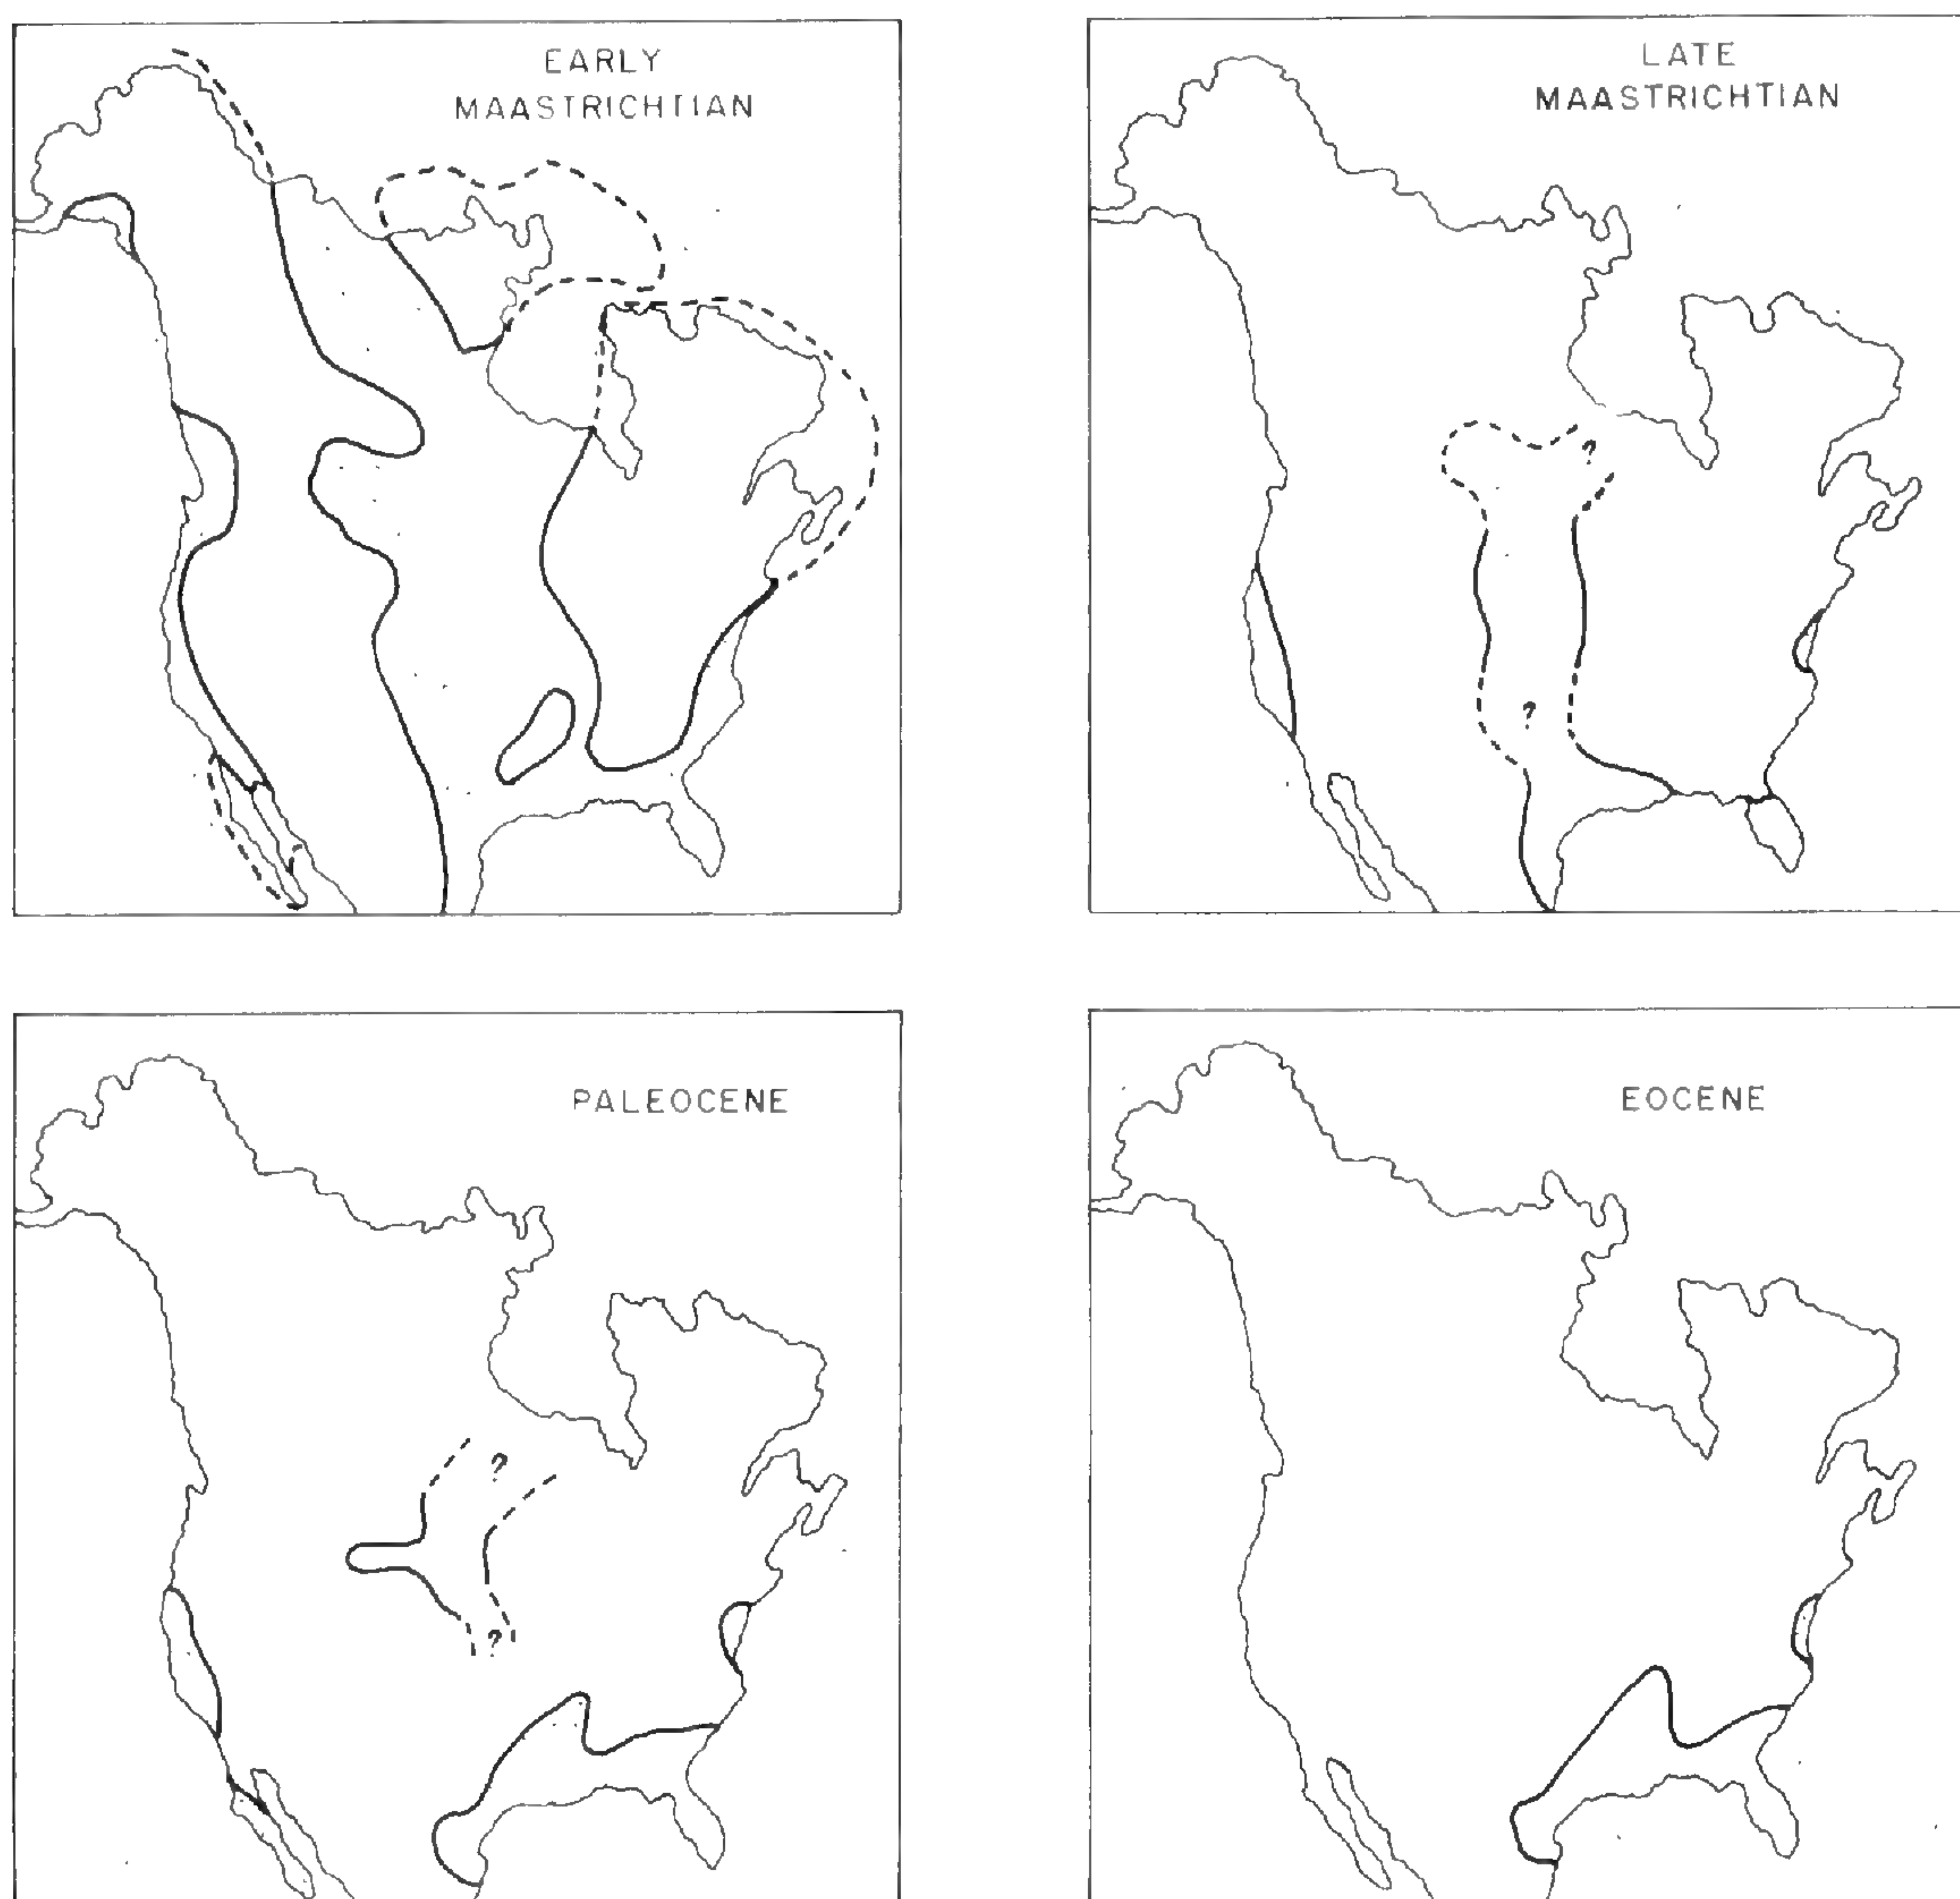 EARLY
MAASTRICHTIAN
LATE
MAASTRICHTIAN
?
?
PALEOCENE
?
?
EOCENE